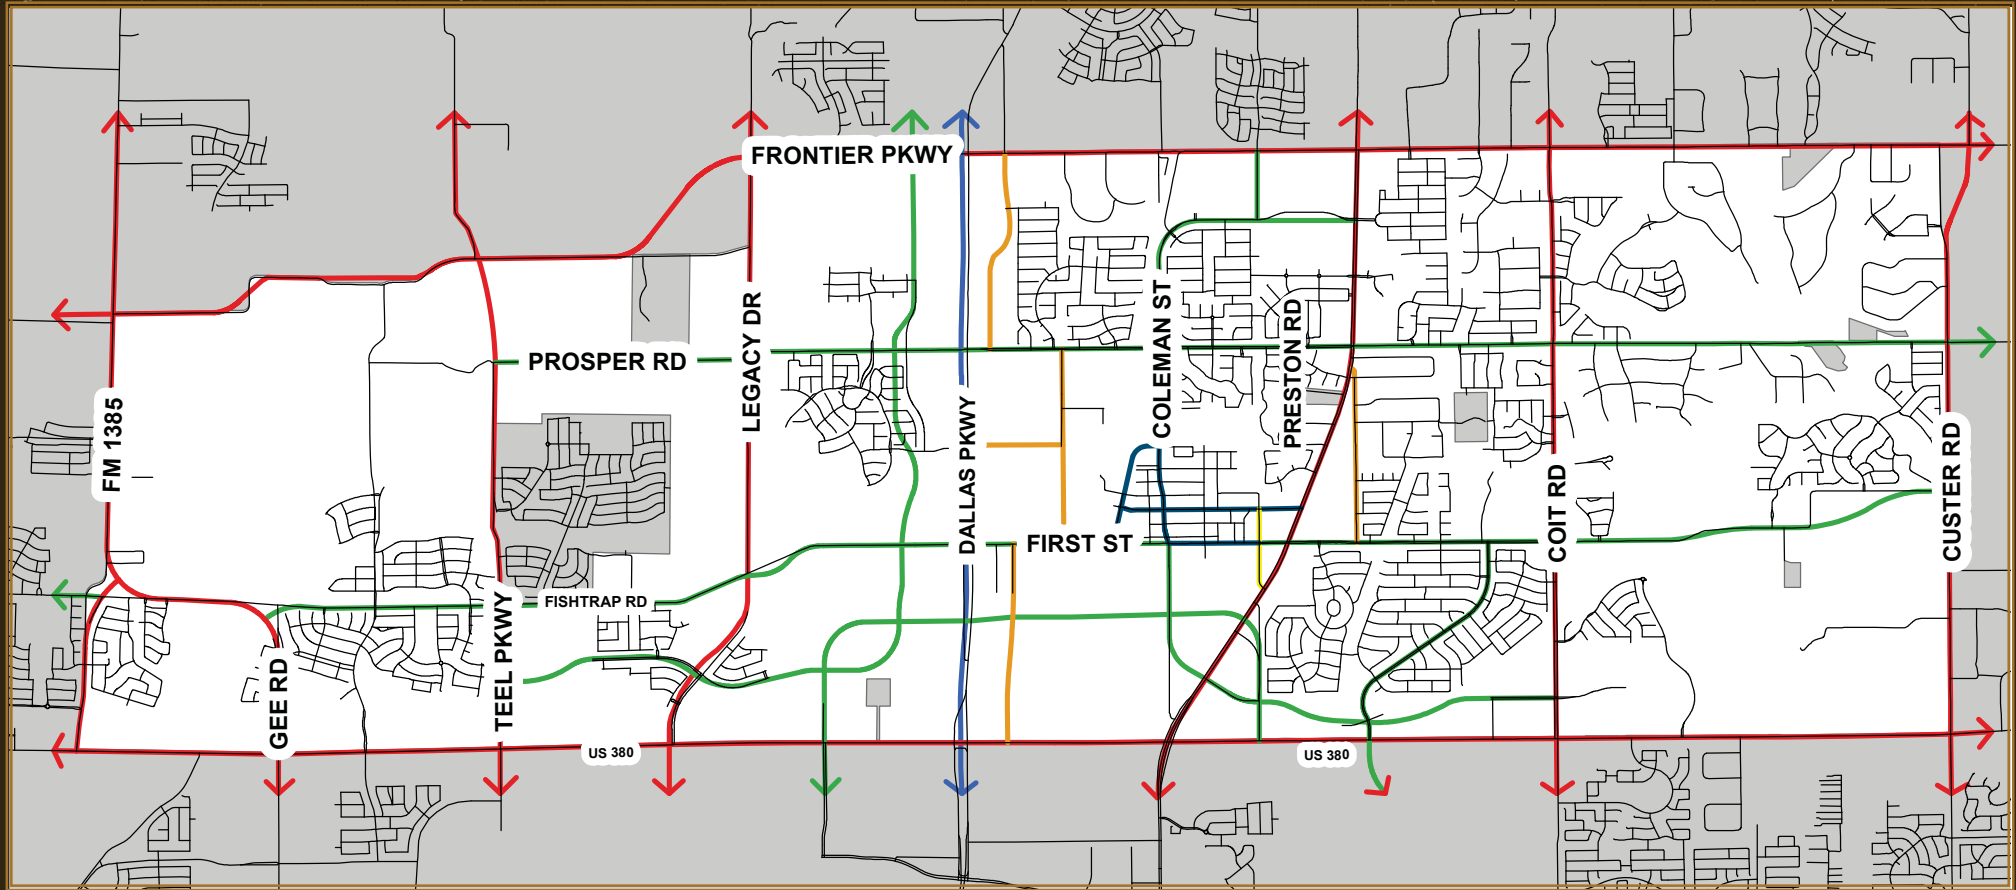 FRONTIER PKWY
PROSPER RD
LEGACY DR
COLEMAN ST
PRESTON RD
FM 1385
DALLAS PKWY
COIT RD
CUSTER RD
FIRST ST
FISHTRAP RD
TEEL PKWY
GEE RD
US 380
US 380